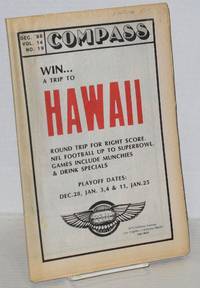 DEC. 80
VOL. 14
NO. 19
COMPASS
WIN...
A TRIP TO
HAWAII
ROUND TRIP FOR RIGHT SCORE.
NFL FOOTBALL UP TO SUPERBOWL.
GAMES INCLUDE MUNCHIES
& DRINK SPECIALS
PLAYOFF DATES:
DEC.28, JAN. 3,4 & 11, JAN.25